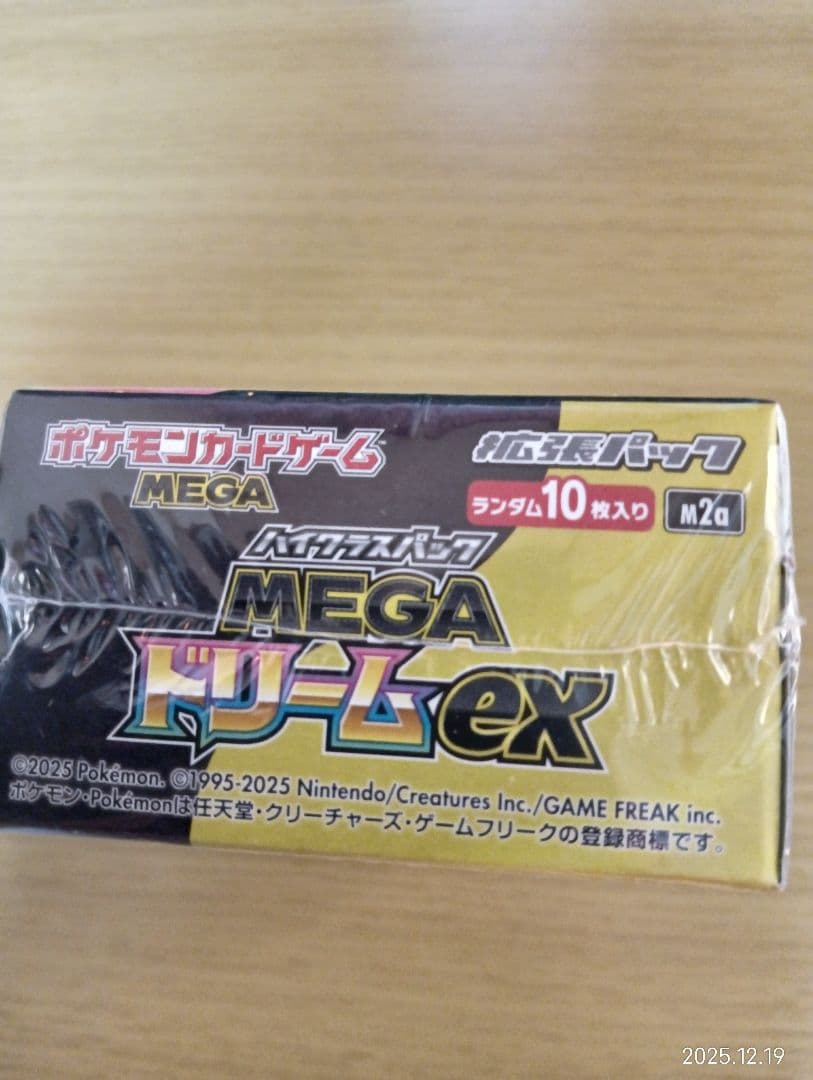 ポケモンカードゲーム™
MEGA
拡張パック
ランダム10枚入り
M2a
ハイクラスパック
MEGA
ドリームex
©2025 Pokémon. ©1995-2025 Nintendo/Creatures Inc./GAME FREAK inc.
ポケモン・Pokémonは任天堂・クリーチャーズ・ゲームフリークの登録商標です。
2025.12.19